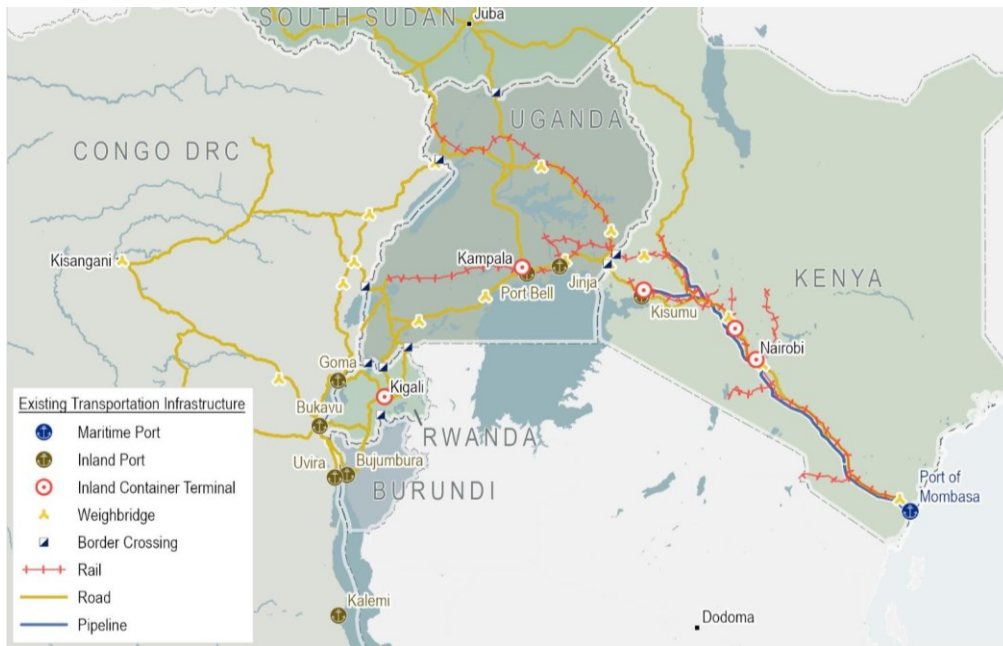 SOUTH SUDAN
Juba
UGANDA
CONGO DRC
Kisangani
Kampala
Port Bell
Jinja
KENYA
Kisumu
Nairobi
Goma
Kigali
Bukavu
RWANDA
Uvira
Bujumbura
BURUNDI
Port of
Mombasa
Kalemi
Dodoma
Existing Transportation Infrastructure
Maritime Port
Inland Port
Inland Container Terminal
Weighbridge
Border Crossing
Rail
Road
Pipeline